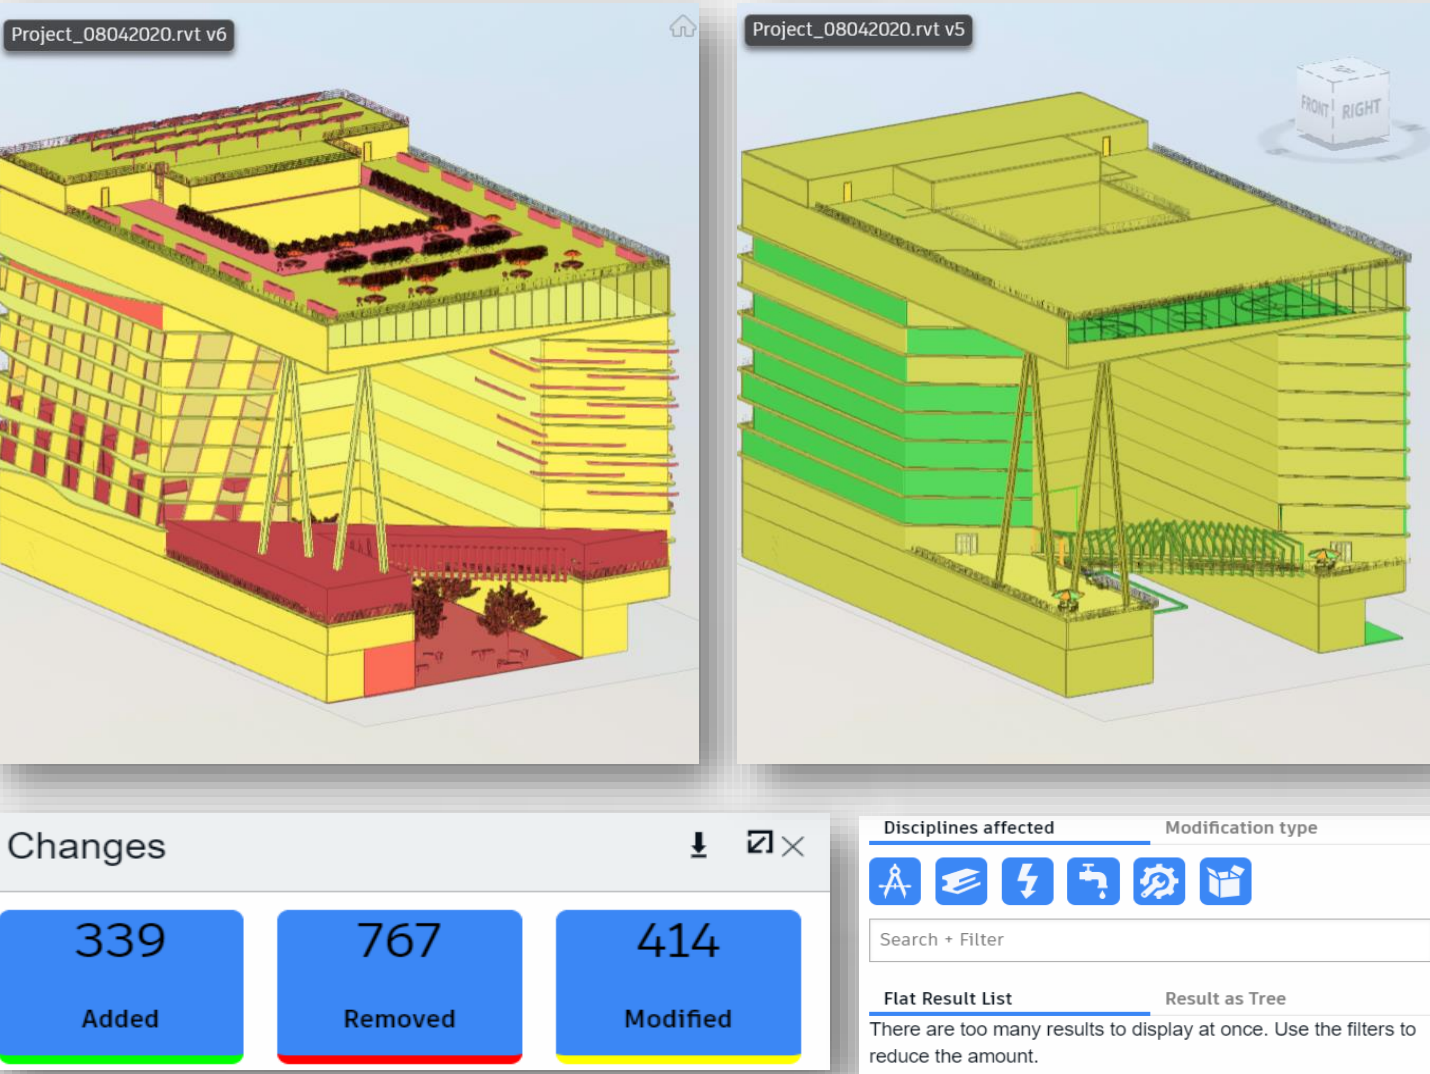 Project_08042020.rvt v6
Project_08042020.rvt v5
TOP
FRONT
RIGHT
Changes
339
Added
767
Removed
414
Modified
Disciplines affected
Modification type
Search + Filter
Flat Result List
Result as Tree
There are too many results to display at once. Use the filters to
reduce the amount.